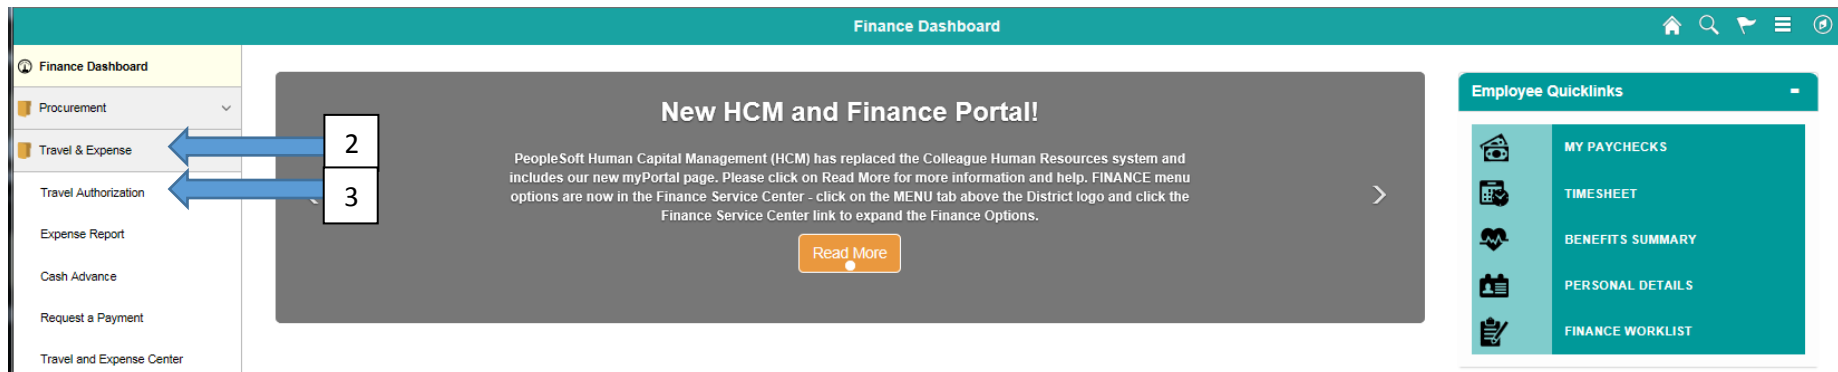 Finance Dashboard
Finance Dashboard
Procurement
Travel & Expense
2
Travel Authorization
3
Expense Report
Cash Advance
Request a Payment
Travel and Expense Center
New HCM and Finance Portal!
PeopleSoft Human Capital Management (HCM) has replaced the Colleague Human Resources system and
includes our new myPortal page. Please click on Read More for more information and help. FINANCE menu
options are now in the Finance Service Center - click on the MENU tab above the District logo and click the
Finance Service Center link to expand the Finance Options.
Read More
Employee Quicklinks
MY PAYCHECKS
TIMESHEET
BENEFITS SUMMARY
PERSONAL DETAILS
FINANCE WORKLIST